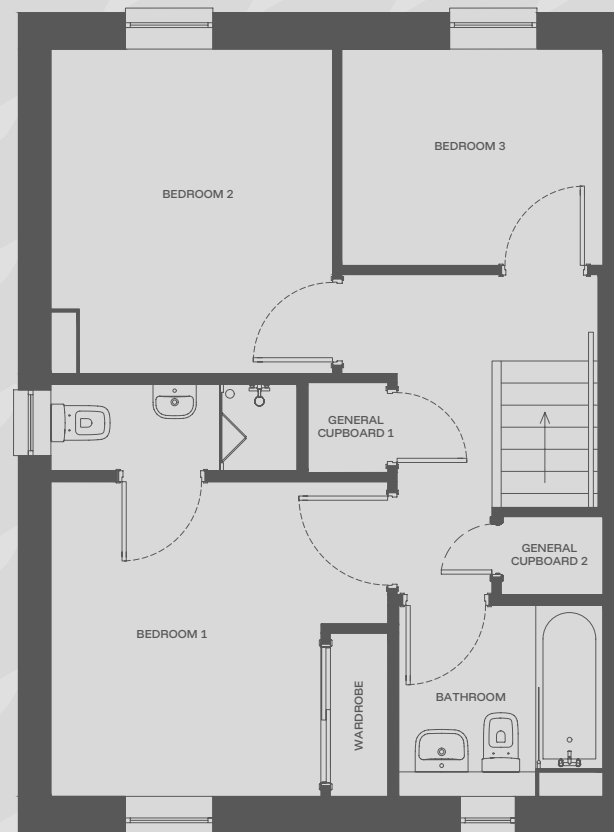 BEDROOM 3
BEDROOM 2
GENERAL
CUPBOARD 1
GENERAL
CUPBOARD 2
BEDROOM 1
WARDROBE
BATHROOM